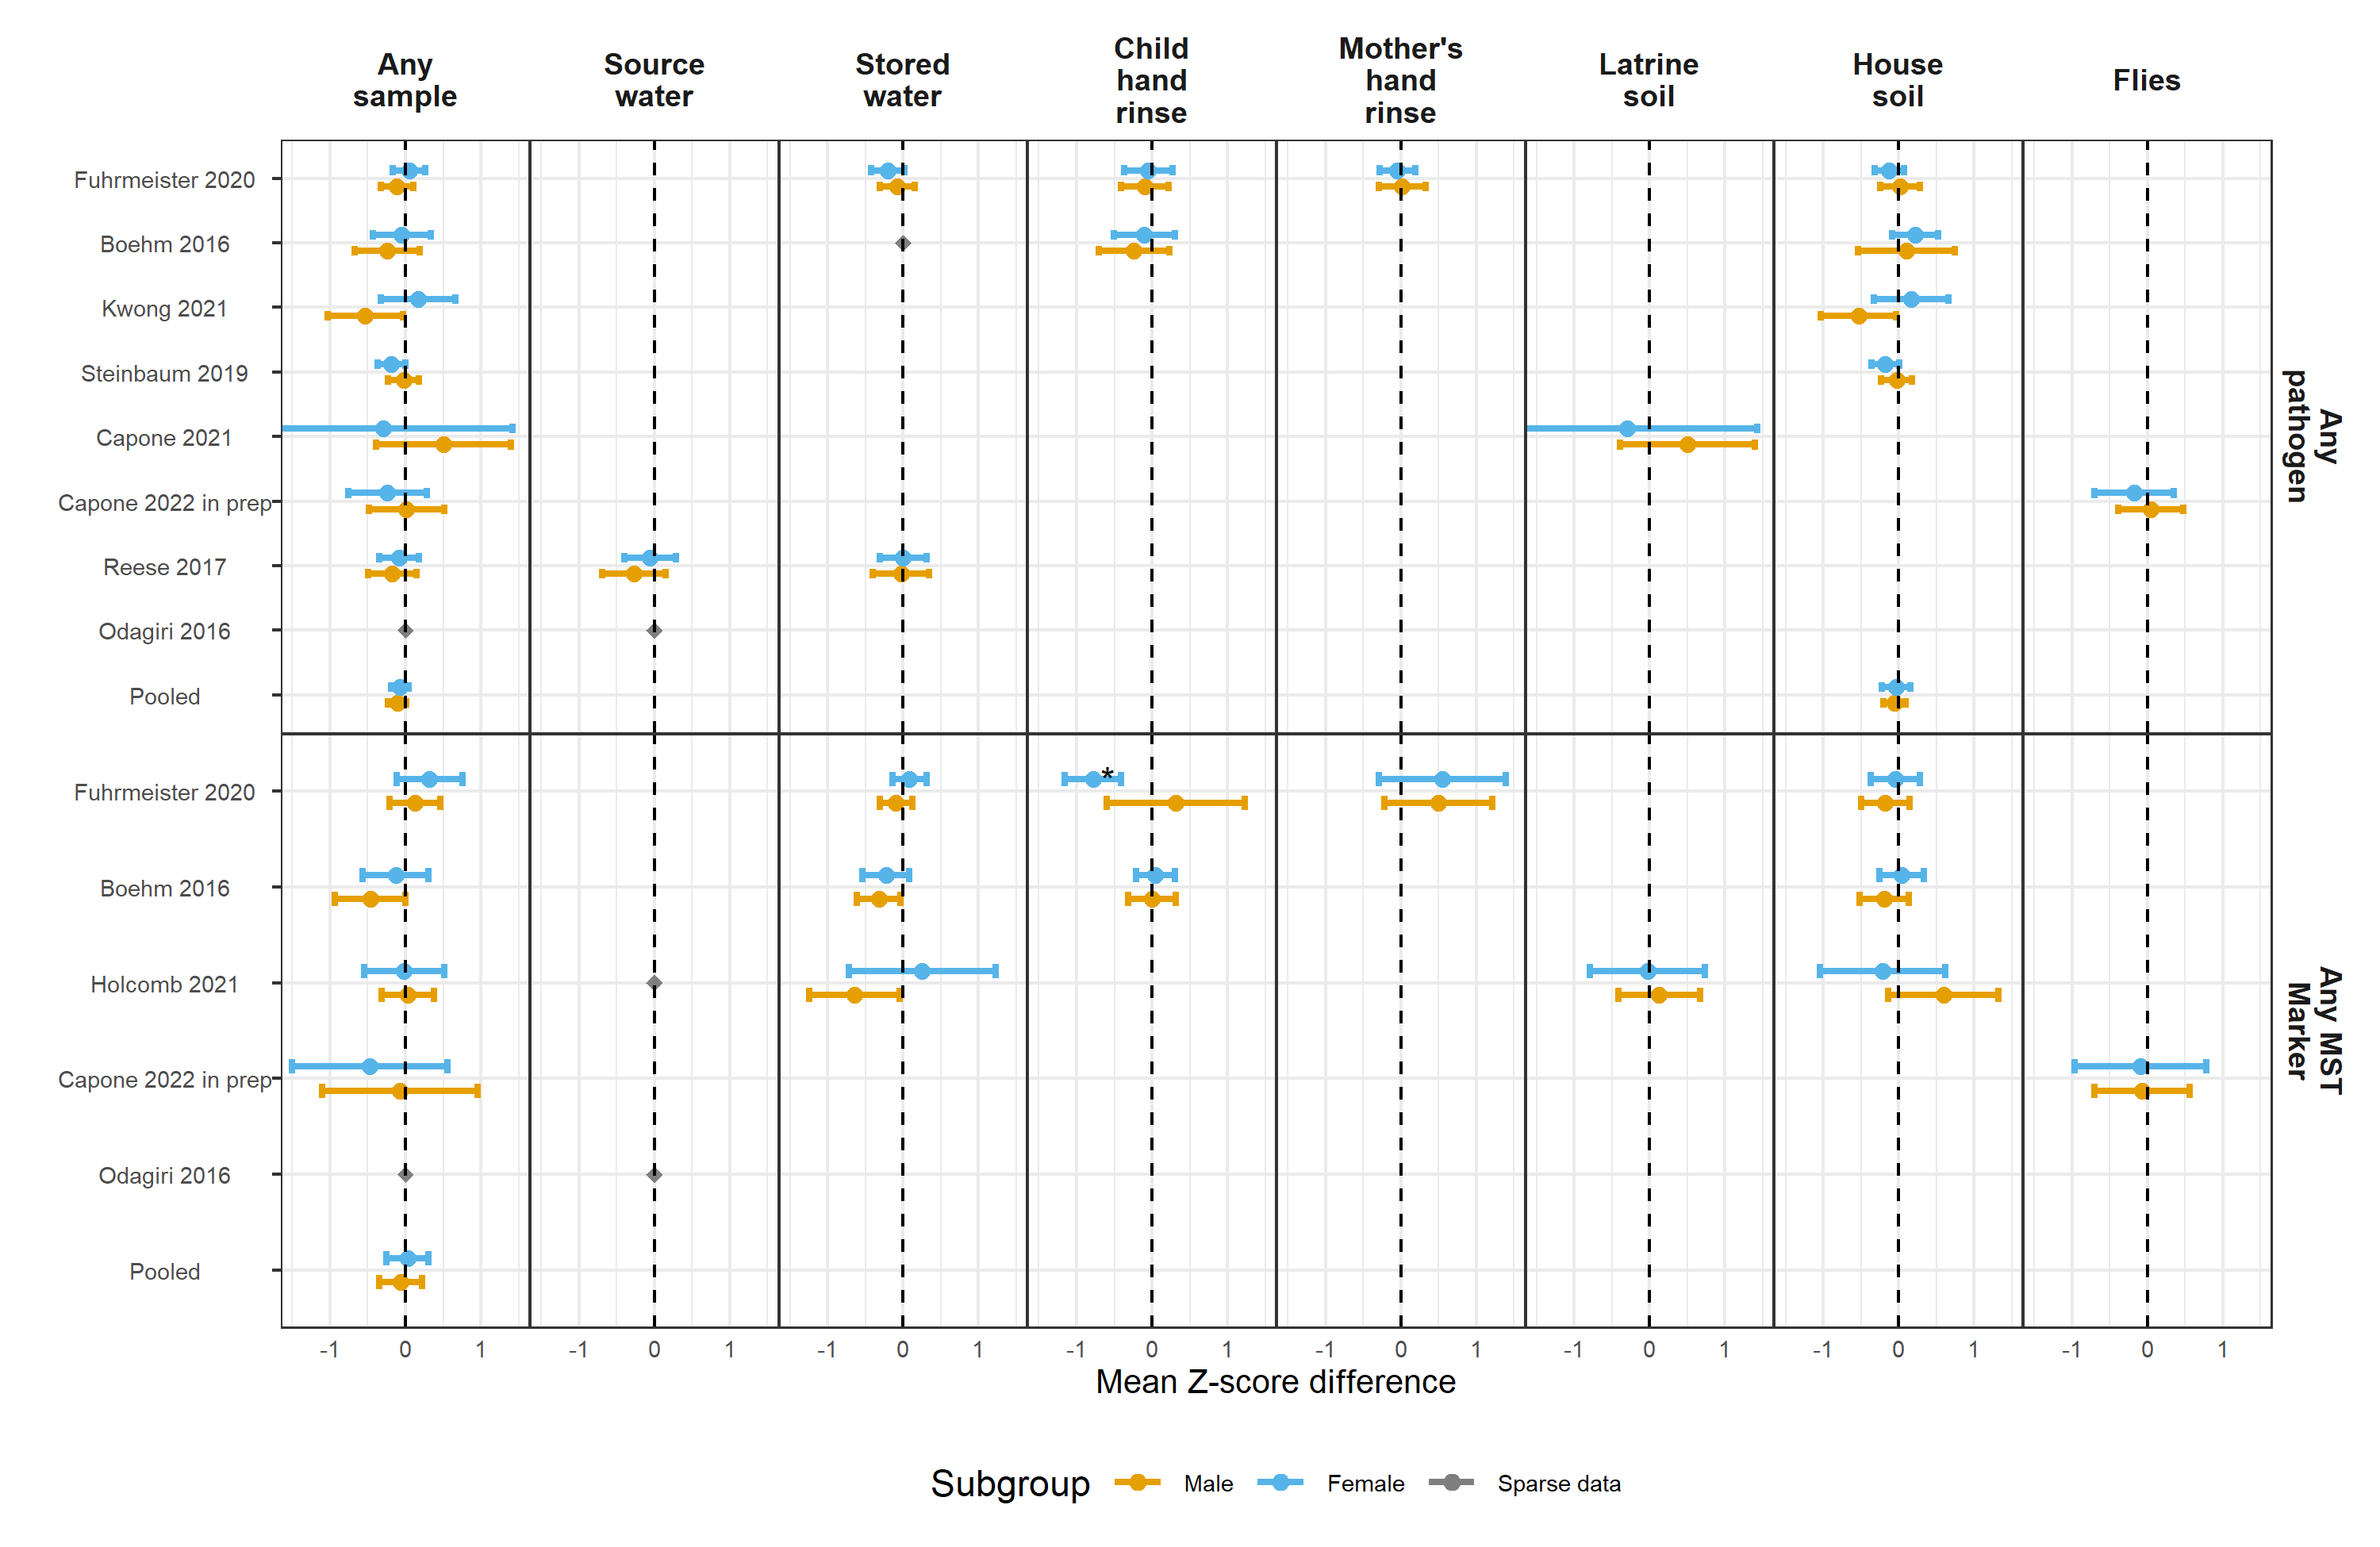 Any
sample
Source
water
Stored
water
Child
hand
rinse
Mother's
hand
rinse
Latrine
soil
House
soil
Flies
Fuhrmeister 2020
Boehm 2016
Kwong 2021
Steinbaum 2019
Capone 2021
Capone 2022 in prep
Reese 2017
Odagiri 2016
Pooled
Any
pathogen
Fuhrmeister 2020
*
Boehm 2016
Holcomb 2021
Capone 2022 in prep
Odagiri 2016
Pooled
Any MST
Marker
-1 0 1 -1 0 1 -1 0 1 -1 0 1 -1 0 1 -1 0 1 -1 0 1 -1 0 1
Mean Z-score difference
Subgroup Male Female Sparse data